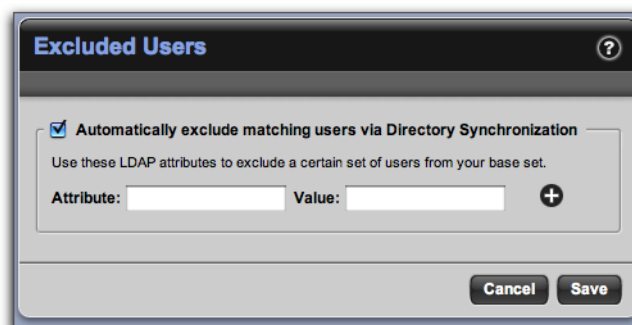 Excluded Users
?
Automatically exclude matching users via Directory Synchronization
Use these LDAP attributes to exclude a certain set of users from your base set.
Attribute: Value:
Cancel Save